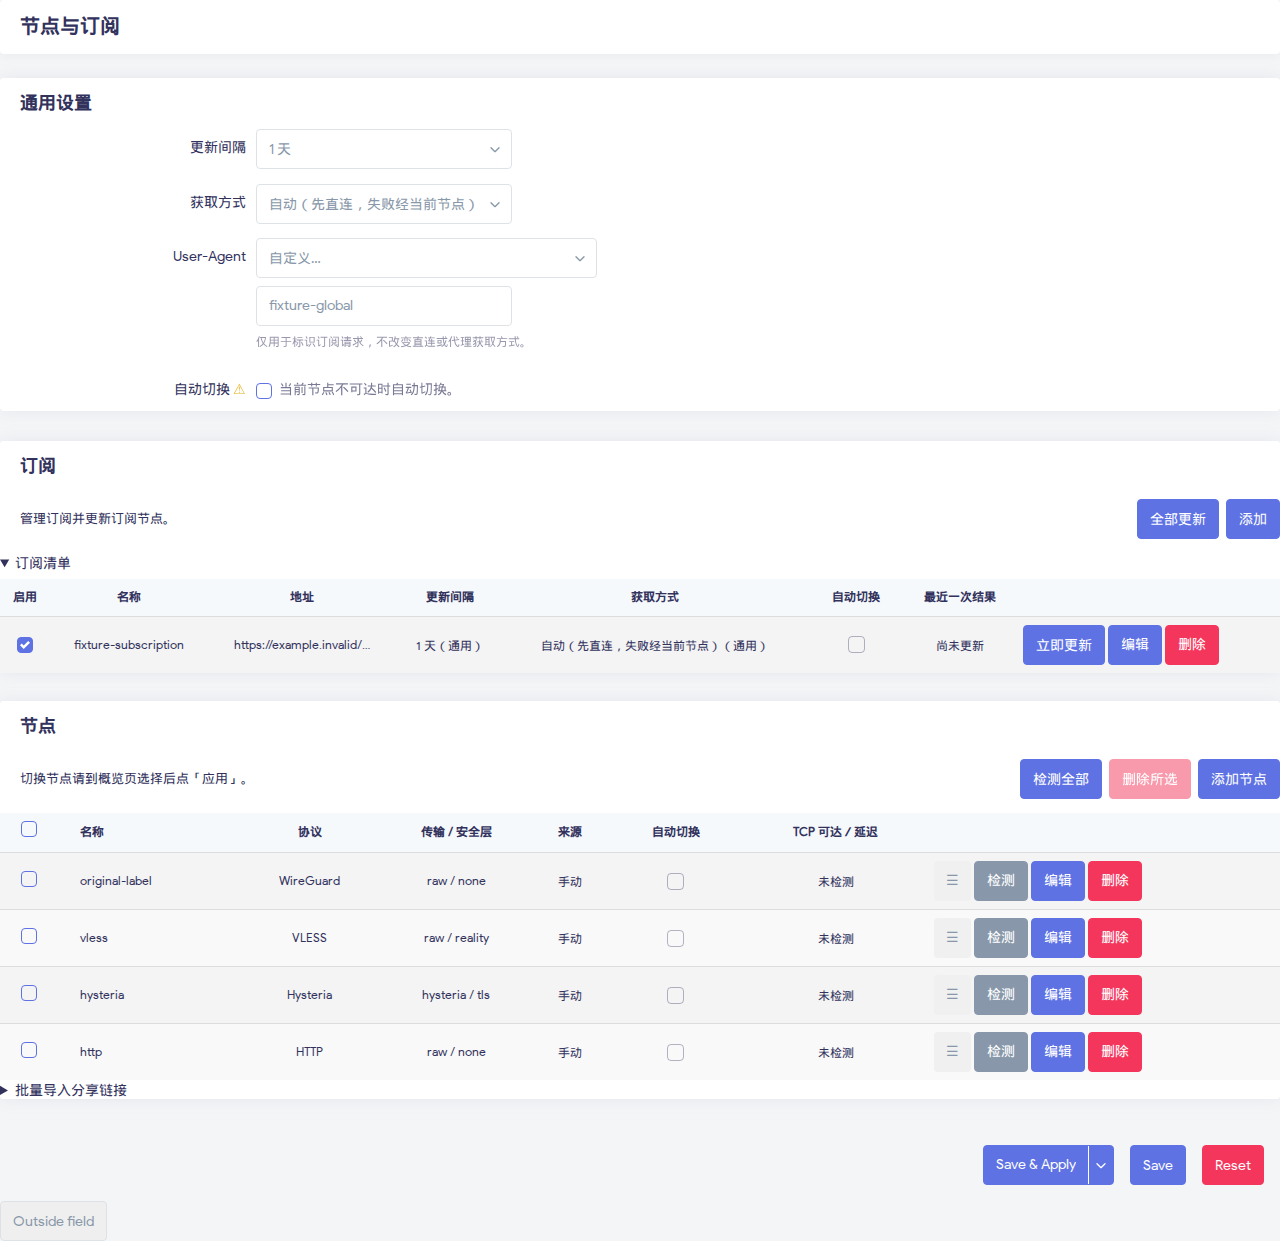 节点与订阅
通用设置
更新间隔 1 天
获取方式 自动（先直连，失败经当前节点）
User-Agent 自定义...
fixture-global
仅用于标识订阅请求，不改变直连或代理获取方式。
自动切换 ⚠ 当前节点不可达时自动切换。
订阅
管理订阅并更新订阅节点。 全部更新 添加
▼ 订阅清单
启用 名称 地址 更新间隔 获取方式 自动切换 最近一次结果
fixture-subscription https://example.invalid/... 1 天（通用） 自动（先直连，失败经当前节点）（通用） 尚未更新 立即更新 编辑 删除
节点
切换节点请到概览页选择后点「应用」。 检测全部 删除所选 添加节点
名称 协议 传输 / 安全层 来源 自动切换 TCP 可达 / 延迟
original-label WireGuard raw / none 手动 未检测 ☰ 检测 编辑 删除
vless VLESS raw / reality 手动 未检测 ☰ 检测 编辑 删除
hysteria Hysteria hysteria / tls 手动 未检测 ☰ 检测 编辑 删除
http HTTP raw / none 手动 未检测 ☰ 检测 编辑 删除
▶ 批量导入分享链接
Save & Apply Save Reset
Outside field